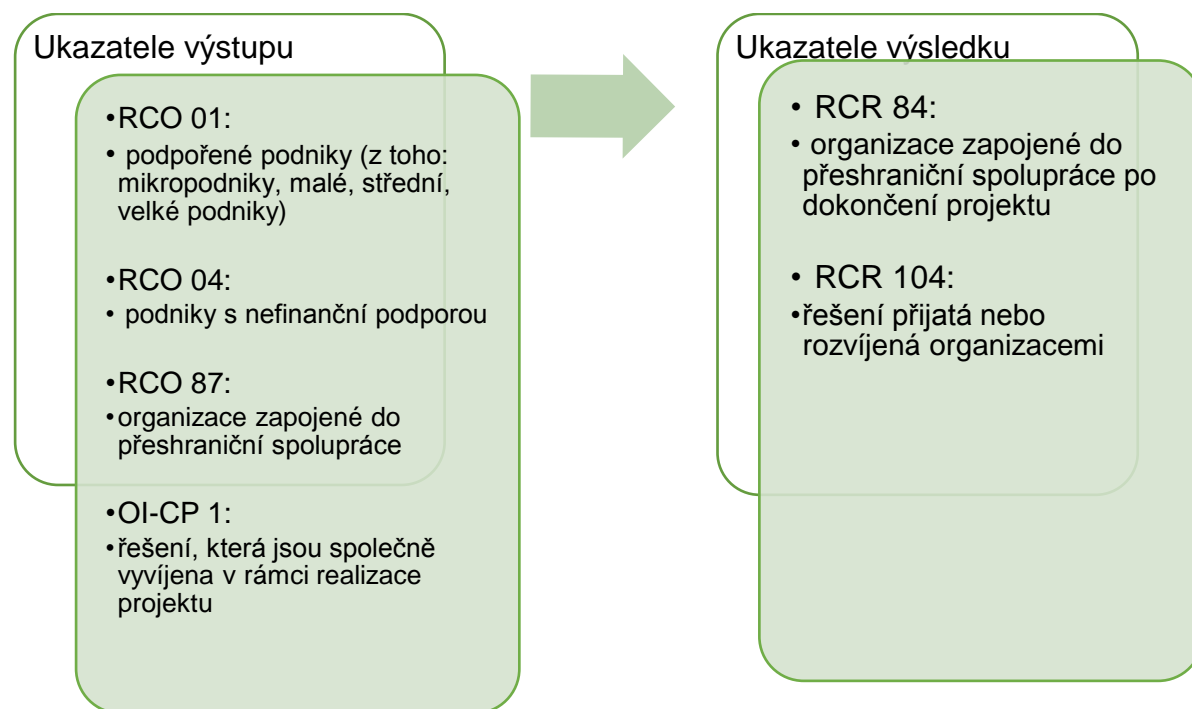 Ukazatele výstupu
•RCO 01:
• podpořené podniky (z toho:
mikropodniky, malé, střední,
velké podniky)
•RCO 04:
• podniky s nefinanční podporou
•RCO 87:
•organizace zapojené do
přeshraniční spolupráce
•OI-CP 1:
•řešení, která jsou společně
vyvíjena v rámci realizace
projektu
Ukazatele výsledku
• RCR 84:
• organizace zapojené do
přeshraniční spolupráce po
dokončení projektu
• RCR 104:
•řešení přijatá nebo
rozvíjená organizacemi